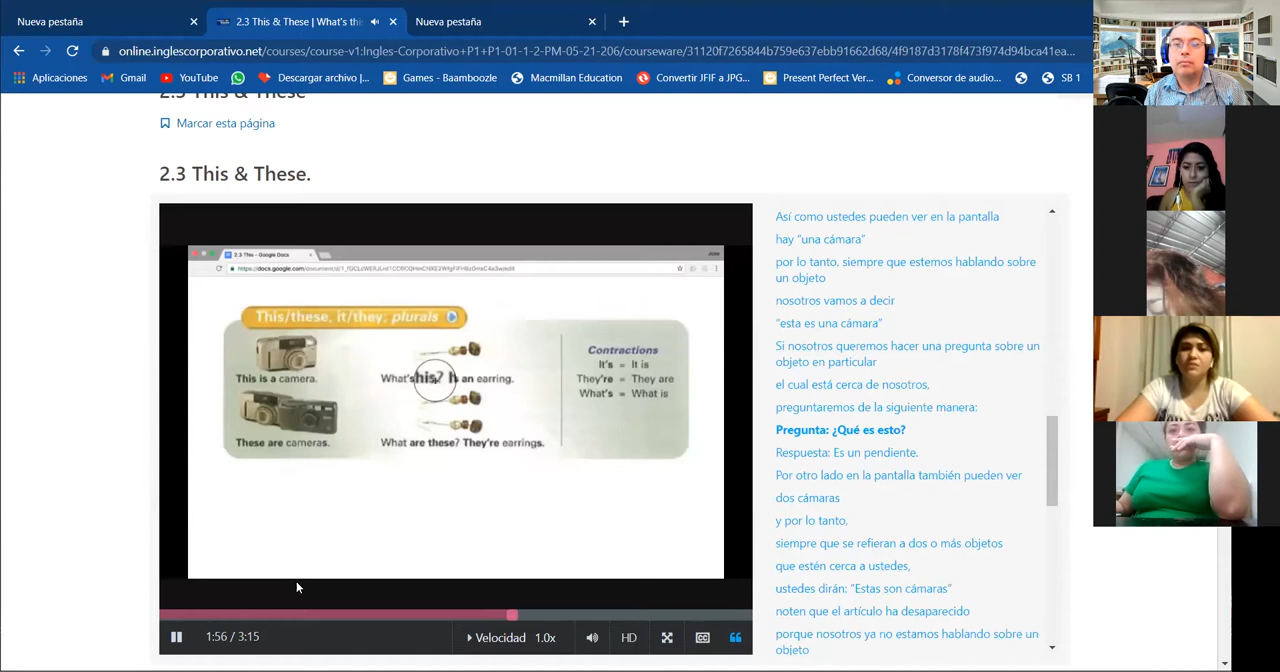 Nueva pestaña
2.3 This & These | What's thi
Nueva pestaña
online.inglescorporativo.net/courses/course-v1:Ingles-Corporativo+P1+P1-01-1-2-PM-05-21-206/courseware/31120f7265844b759e637ebb91662d68/4f9187d3178f473f974d94bca41ea...
Aplicaciones
Gmail
YouTube
Descargar archivo |...
Games - Baamboozle
Macmillan Education
Convertir JFIF a JPG...
Present Perfect Ver...
Conversor de audio...
SB 1
2.3 This & These
Marcar esta página
2.3 This & These.
2.3 This - Google Docs
This/these, it/they; plurals
This is a camera.
These are cameras.
What's his? It an earring.
What are these? They're earrings.
Contractions
It's = It is
They're = They are
What's = What is
1:56 / 3:15
Velocidad 1.0x
HD
Así como ustedes pueden ver en la pantalla
hay “una cámara”
por lo tanto, siempre que estemos hablando sobre
un objeto
nosotros vamos a decir
“esta es una cámara”
Si nosotros queremos hacer una pregunta sobre un
objeto en particular
el cual está cerca de nosotros,
preguntaremos de la siguiente manera:
Pregunta: ¿Qué es esto?
Respuesta: Es un pendiente.
Por otro lado en la pantalla también pueden ver
dos cámaras
y por lo tanto,
siempre que se refieran a dos o más objetos
que estén cerca a ustedes,
ustedes dirán: “Estas son cámaras”
noten que el artículo ha desaparecido
porque nosotros ya no estamos hablando sobre un
objeto